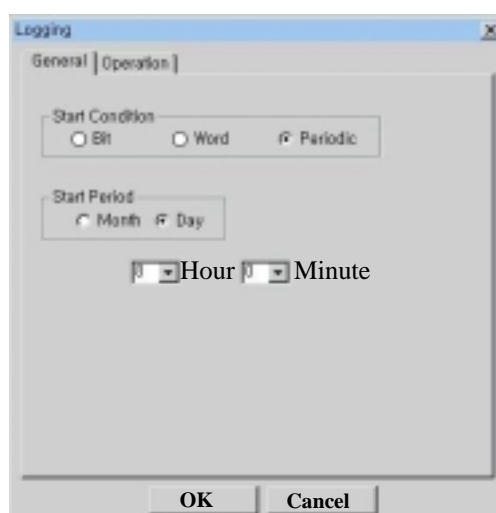 Logging
General Operation
Start Condition
Bit Word Periodic
Start Period
Month Day
0 Hour 0 Minute
OK Cancel